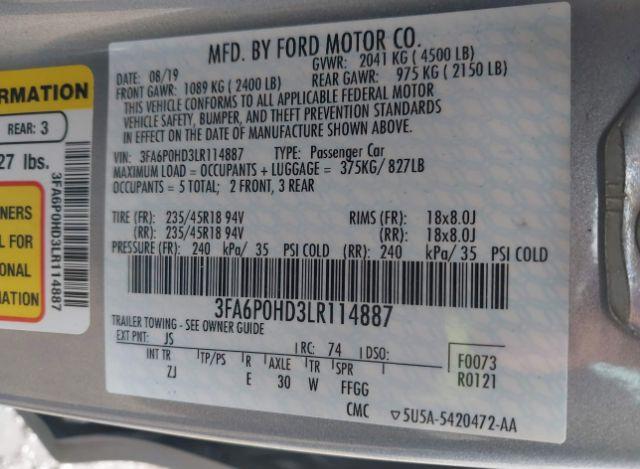 MFD. BY FORD MOTOR CO.
DATE: 08/19 GVWR: 2041 KG ( 4500 LB)
FRONT GAWR: 1089 KG ( 2400 LB) REAR GAWR: 975 KG ( 2150 LB)
THIS VEHICLE CONFORMS TO ALL APPLICABLE FEDERAL MOTOR
VEHICLE SAFETY, BUMPER, AND THEFT PREVENTION STANDARDS
IN EFFECT ON THE DATE OF MANUFACTURE SHOWN ABOVE.
VIN: 3FA6P0HD3LR114887 TYPE: Passenger Car
MAXIMUM LOAD = OCCUPANTS + LUGGAGE = 375KG/ 827LB
OCCUPANTS = 5 TOTAL; 2 FRONT, 3 REAR
TIRE (FR): 235/45R18 94V RIMS (FR): 18x8.0J
(RR): 235/45R18 94V (RR): 18x8.0J
PRESSURE (FR): 240 kPa/ 35 PSI COLD (RR): 240 kPa/ 35 PSI COLD
3FA6P0HD3LR114887
TRAILER TOWING - SEE OWNER GUIDE
EXT PNT: JS RC: 74 DSO:
INT TR TP/PS R AXLE TR SPR
ZJ E 30 W FFGG
F0073
R0121
CMC 5U5A-5420472-AA
ORMATION
REAR: 3
27 lbs.
NERS
L FOR
ONAL
MATION
3FA6P0HD3LR114887